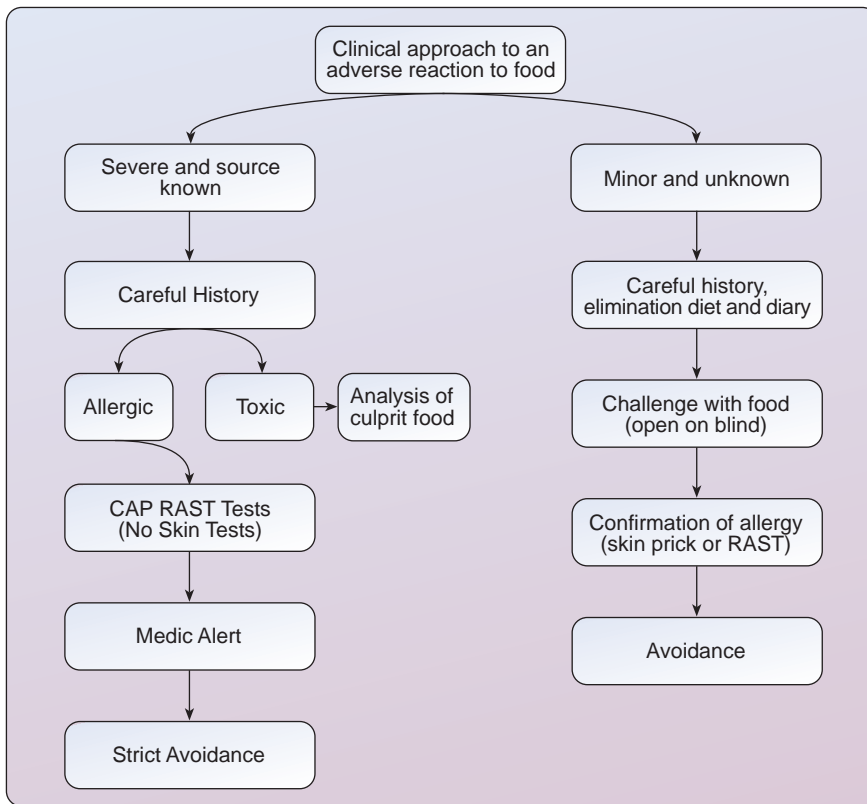 Clinical approach to an
adverse reaction to food
Severe and source
known
Careful History
Allergic
Toxic
Analysis of
culprit food
CAP RAST Tests
(No Skin Tests)
Medic Alert
Strict Avoidance
Minor and unknown
Careful history,
elimination diet and diary
Challenge with food
(open on blind)
Confirmation of allergy
(skin prick or RAST)
Avoidance